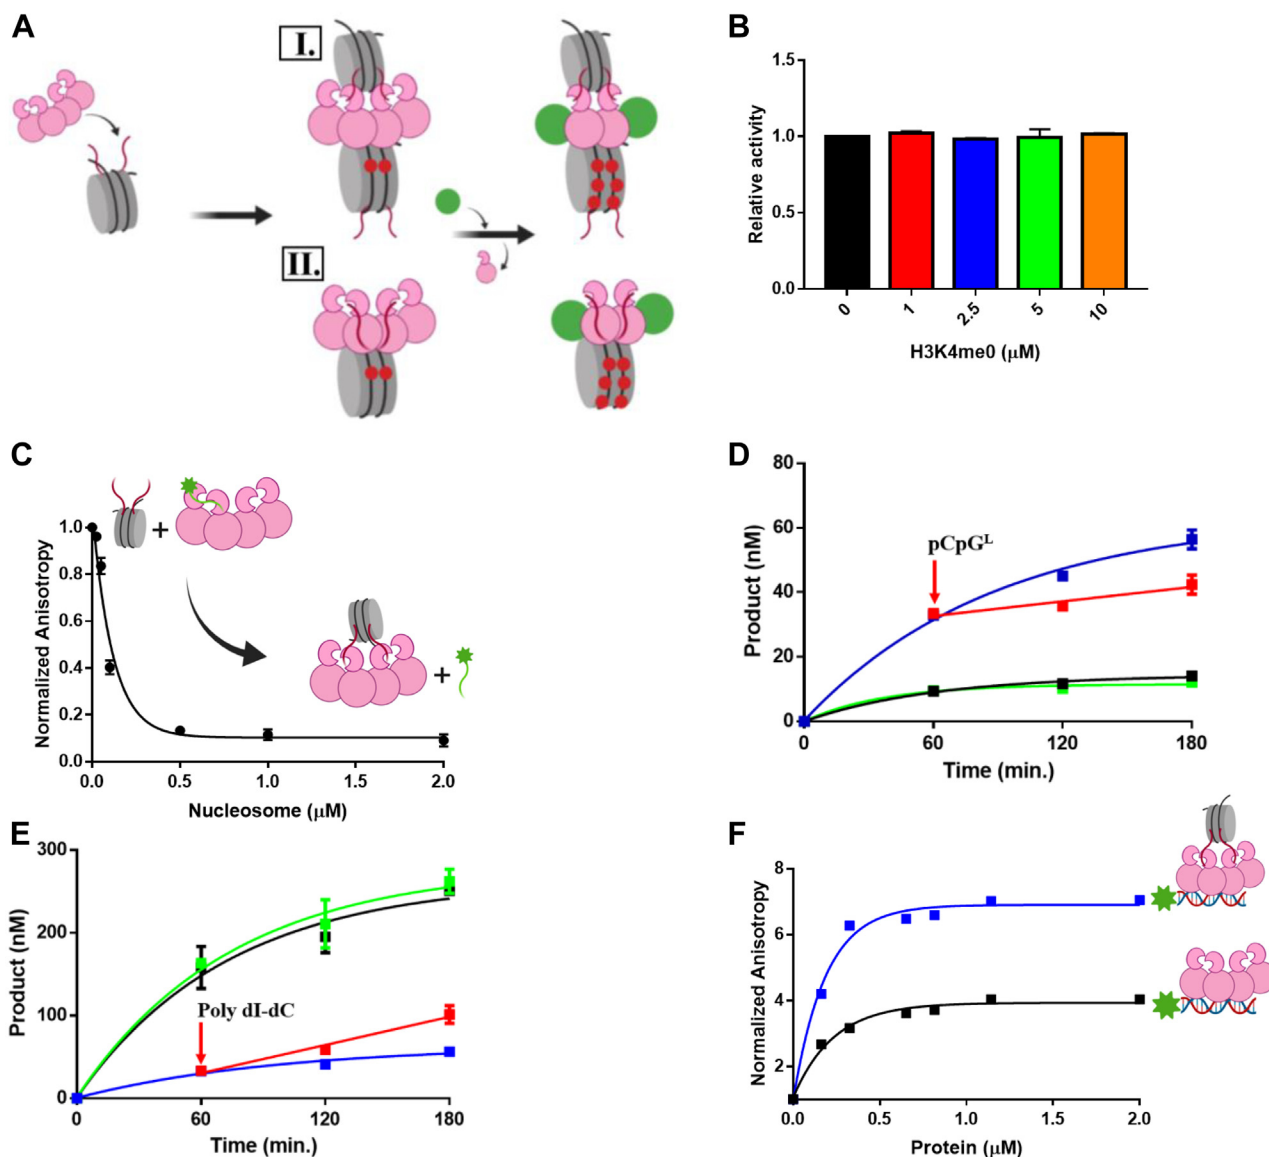 A
I.
II.
B
1.5
1.0
0.5
0.0
Relative activity
0
1
2.5
5
10
H3K4me0 (μM)
C
1.0
0.8
0.6
0.4
0.2
0.0
Normalized Anisotropy
+
+
0.0
0.5
1.0
1.5
2.0
Nucleosome (μM)
D
80
60
40
20
0
Product (nM)
pCpGᴸ
0
60
120
180
Time (min.)
E
300
200
100
0
Product (nM)
Poly dI-dC
0
60
120
180
Time (min.)
F
8
6
4
2
Normalized Anisotropy
0.0
0.5
1.0
1.5
2.0
Protein (μM)